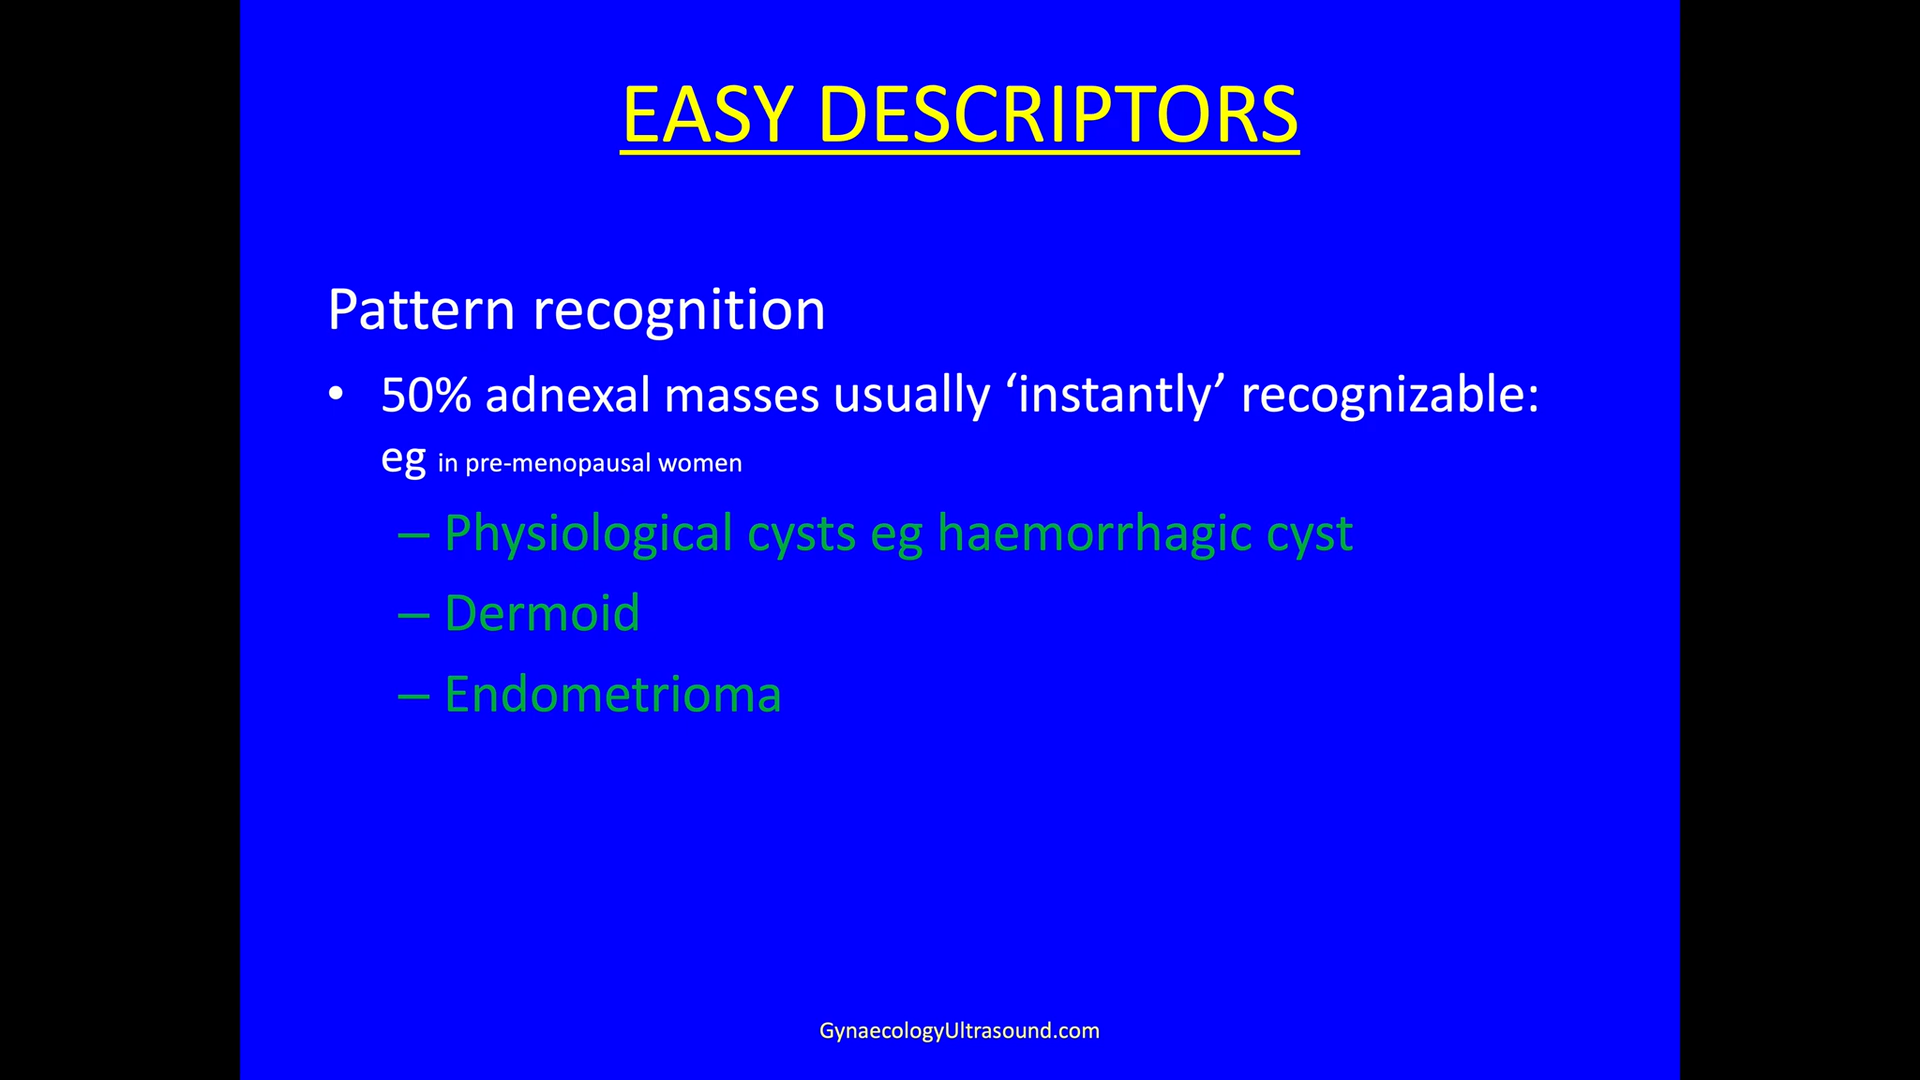 EASY DESCRIPTORS
Pattern recognition
• 50% adnexal masses usually ‘instantly’ recognizable:
eg in pre-menopausal women
– Physiological cysts eg haemorrhagic cyst
– Dermoid
– Endometrioma
GynaecologyUltrasound.com